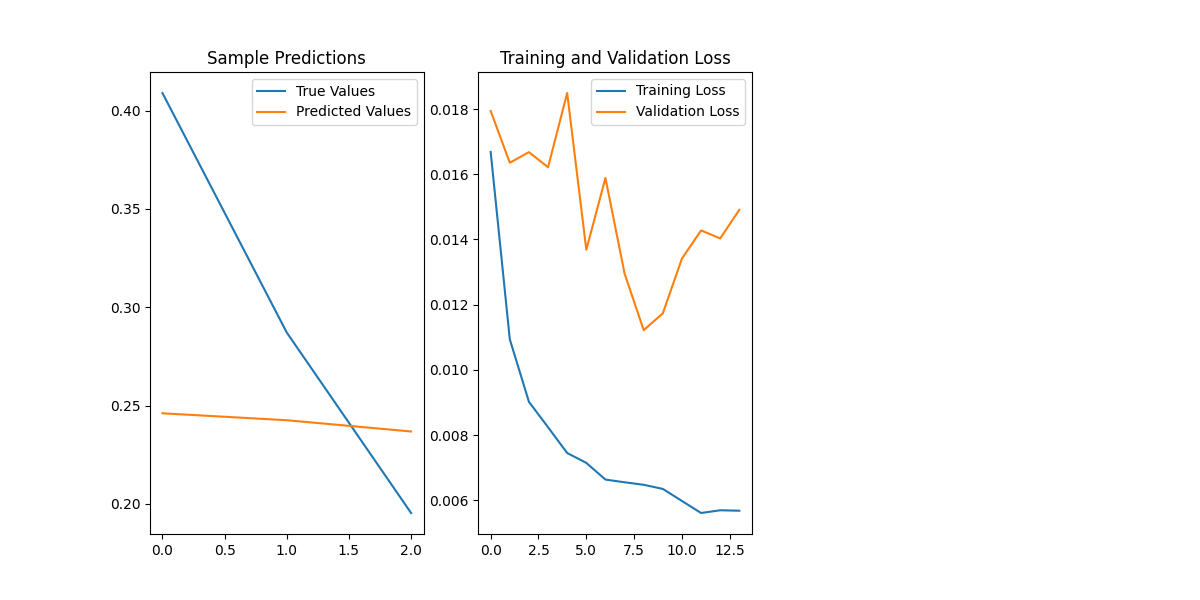 Sample Predictions
True Values
Predicted Values
0.40
0.35
0.30
0.25
0.20
0.0 0.5 1.0 1.5 2.0
Training and Validation Loss
Training Loss
Validation Loss
0.018
0.016
0.014
0.012
0.010
0.008
0.006
0.0 2.5 5.0 7.5 10.0 12.5